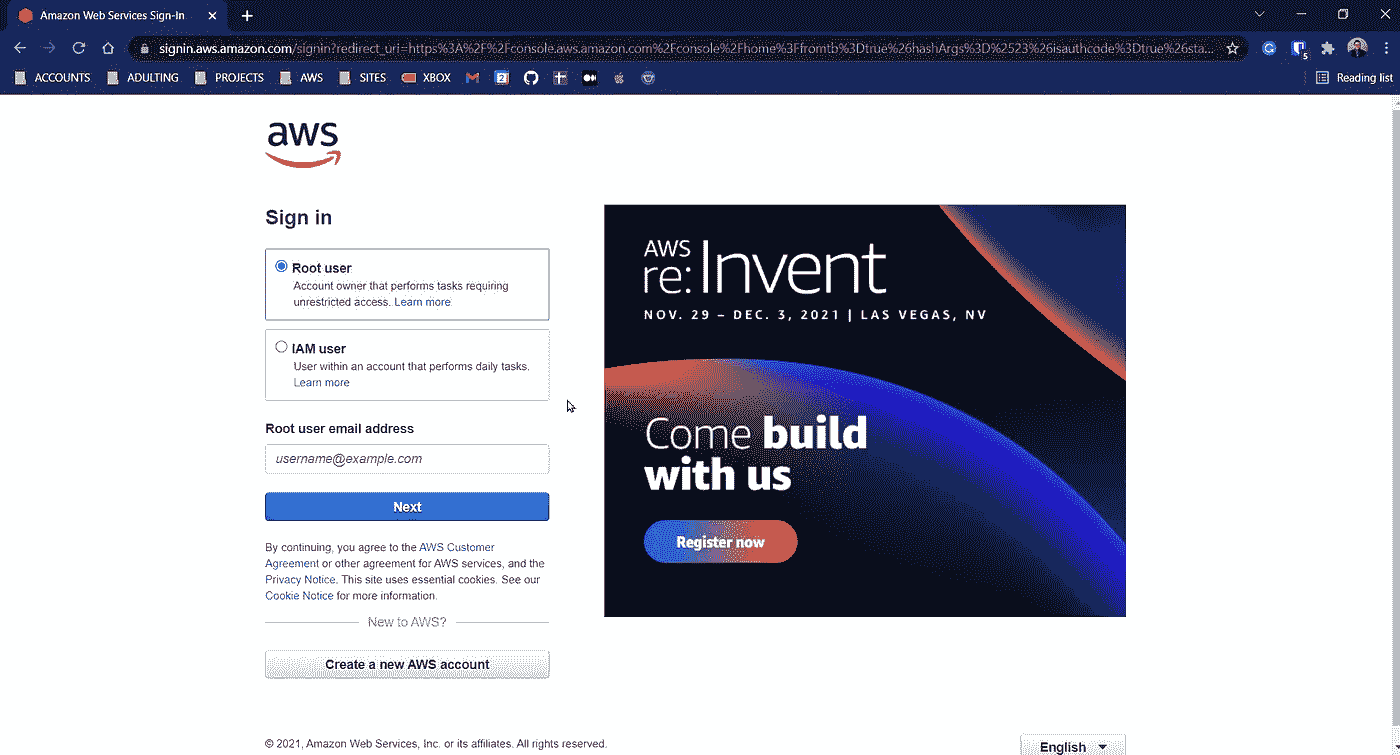 Amazon Web Services Sign-In
signin.aws.amazon.com/signin?redirect_uri=https%3A%2F%2Fconsole.aws.amazon.com%2Fconsole%2Fhome%3Ffromtb%3Dtrue%26hashArgs%3D%2523%26isauthcode%3Dtrue%26sta...
ACCOUNTS ADULTING PROJECTS AWS SITES XBOX Reading list
aws
Sign in
Root user
Account owner that performs tasks requiring
unrestricted access. Learn more
IAM user
User within an account that performs daily tasks.
Learn more
Root user email address
username@example.com
Next
By continuing, you agree to the AWS Customer
Agreement or other agreement for AWS services, and the
Privacy Notice. This site uses essential cookies. See our
Cookie Notice for more information.
New to AWS?
Create a new AWS account
AWS
re:Invent
NOV. 29 – DEC. 3, 2021 | LAS VEGAS, NV
Come build
with us
Register now
© 2021, Amazon Web Services, Inc. or its affiliates. All rights reserved.
English